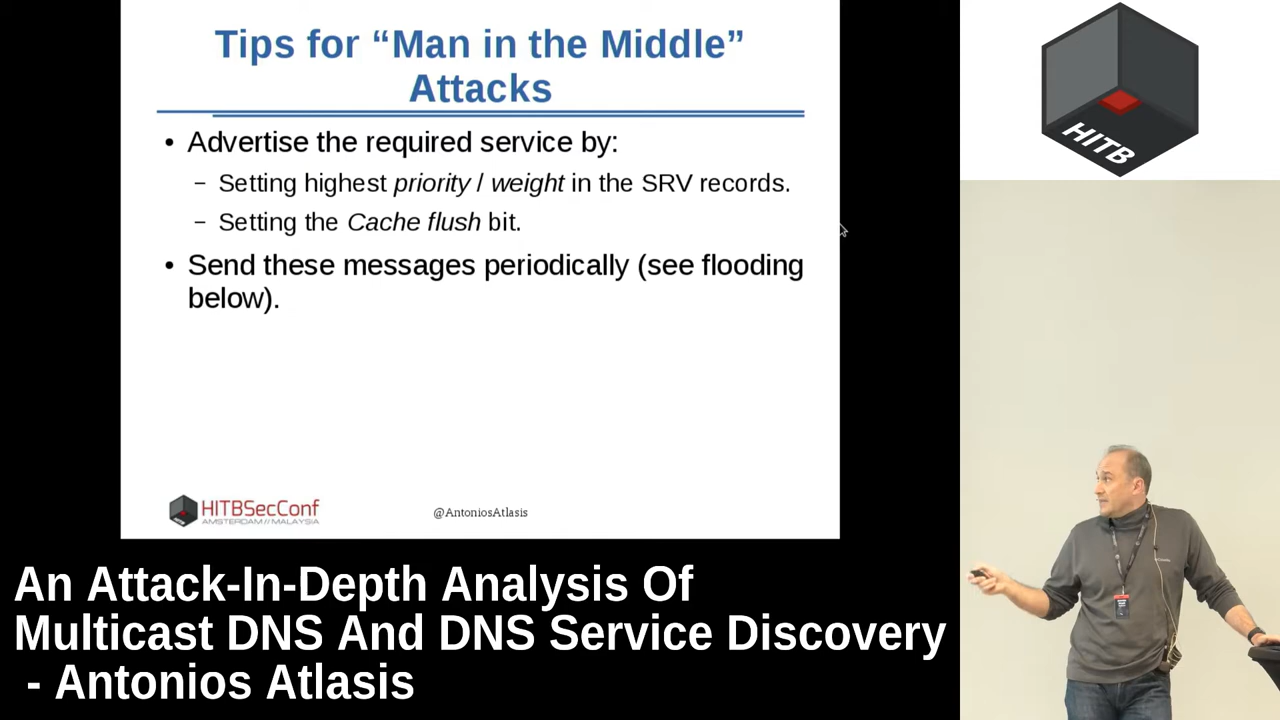 Tips for “Man in the Middle”
Attacks
• Advertise the required service by:
– Setting highest priority / weight in the SRV records.
– Setting the Cache flush bit.
• Send these messages periodically (see flooding
below).
HITBSecConf
AMSTERDAM // MALAYSIA
@AntoniosAtlasis
HITB
An Attack-In-Depth Analysis Of
Multicast DNS And DNS Service Discovery
- Antonios Atlasis